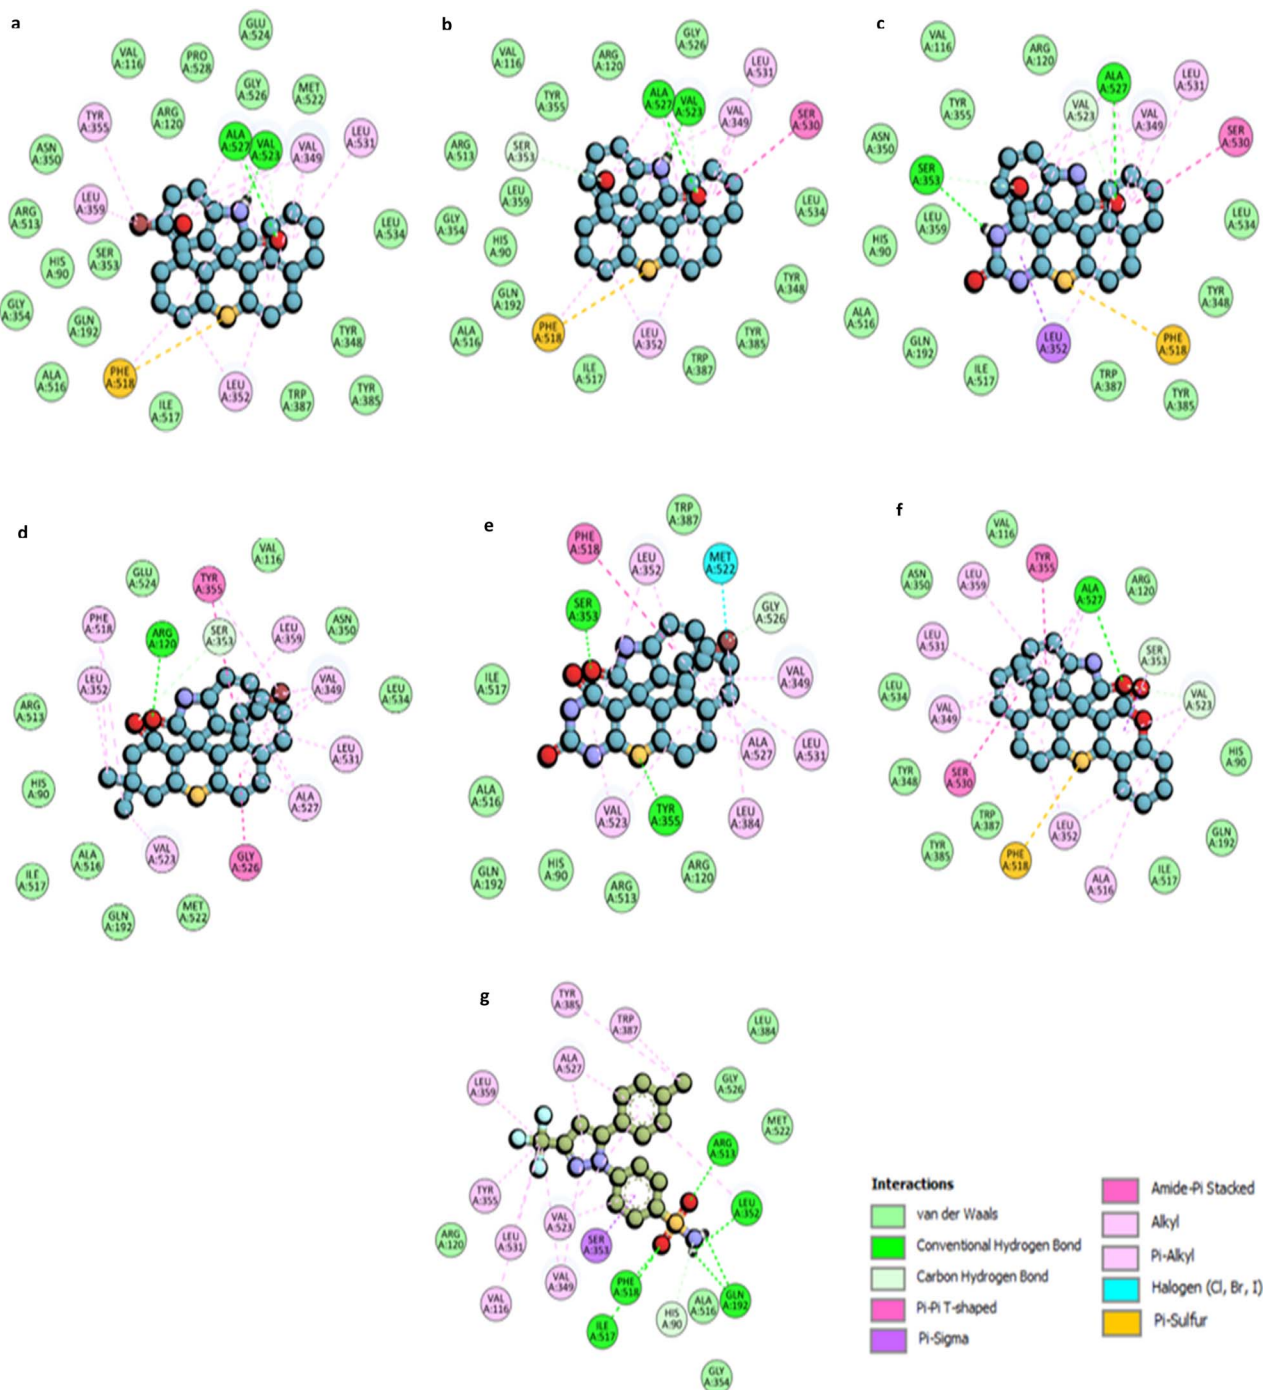 a
GLU
A:524
VAL
A:116
PRO
A:528
GLY
A:526
MET
A:522
TYR
A:355
ARG
A:120
ALA
A:527
VAL
A:523
VAL
A:349
LEU
A:531
ASN
A:350
LEU
A:359
ARG
A:513
LEU
A:534
HIS
A:90
SER
A:353
GLY
A:354
GLN
A:192
TYR
A:348
ALA
A:516
PHE
A:518
ILE
A:517
LEU
A:352
TRP
A:387
TYR
A:385
b
VAL
A:116
ARG
A:120
GLY
A:526
LEU
A:531
TYR
A:355
ALA
A:527
VAL
A:523
VAL
A:349
SER
A:530
ARG
A:513
SER
A:353
LEU
A:359
LEU
A:534
GLY
A:354
HIS
A:90
GLN
A:192
TYR
A:348
ALA
A:516
PHE
A:518
LEU
A:352
TYR
A:385
ILE
A:517
TRP
A:387
c
VAL
A:116
ARG
A:120
ALA
A:527
LEU
A:531
TYR
A:355
VAL
A:523
VAL
A:349
SER
A:530
ASN
A:350
SER
A:353
LEU
A:359
LEU
A:534
HIS
A:90
TYR
A:348
ALA
A:516
GLN
A:192
LEU
A:352
PHE
A:518
ILE
A:517
TRP
A:387
TYR
A:385
d
GLU
A:524
TYR
A:355
VAL
A:116
PHE
A:518
ARG
A:120
SER
A:353
LEU
A:359
ASN
A:350
LEU
A:352
VAL
A:349
LEU
A:534
ARG
A:513
LEU
A:531
HIS
A:90
ALA
A:527
ILE
A:517
ALA
A:516
VAL
A:523
GLY
A:526
GLN
A:192
MET
A:522
e
TRP
A:387
PHE
A:518
LEU
A:352
MET
A:522
SER
A:353
GLY
A:526
ILE
A:517
VAL
A:349
ALA
A:527
LEU
A:531
ALA
A:516
VAL
A:523
TYR
A:355
LEU
A:384
GLN
A:192
HIS
A:90
ARG
A:513
ARG
A:120
f
VAL
A:116
ASN
A:350
LEU
A:359
TYR
A:355
ALA
A:527
ARG
A:120
LEU
A:531
SER
A:353
LEU
A:534
VAL
A:349
VAL
A:523
TYR
A:348
SER
A:530
HIS
A:90
TYR
A:385
TRP
A:387
PHE
A:518
LEU
A:352
ALA
A:516
ILE
A:517
GLN
A:192
g
TYR
A:385
TRP
A:387
LEU
A:384
ALA
A:527
LEU
A:359
GLY
A:526
MET
A:522
ARG
A:513
TYR
A:355
LEU
A:352
ARG
A:120
LEU
A:531
VAL
A:523
SER
A:353
VAL
A:116
VAL
A:349
PHE
A:518
ILE
A:517
HIS
A:90
ALA
A:516
GLN
A:192
GLY
A:354
Interactions
van der Waals
Conventional Hydrogen Bond
Carbon Hydrogen Bond
Pi-Pi T-shaped
Pi-Sigma
Amide-Pi Stacked
Alkyl
Pi-Alkyl
Halogen (Cl, Br, I)
Pi-Sulfur